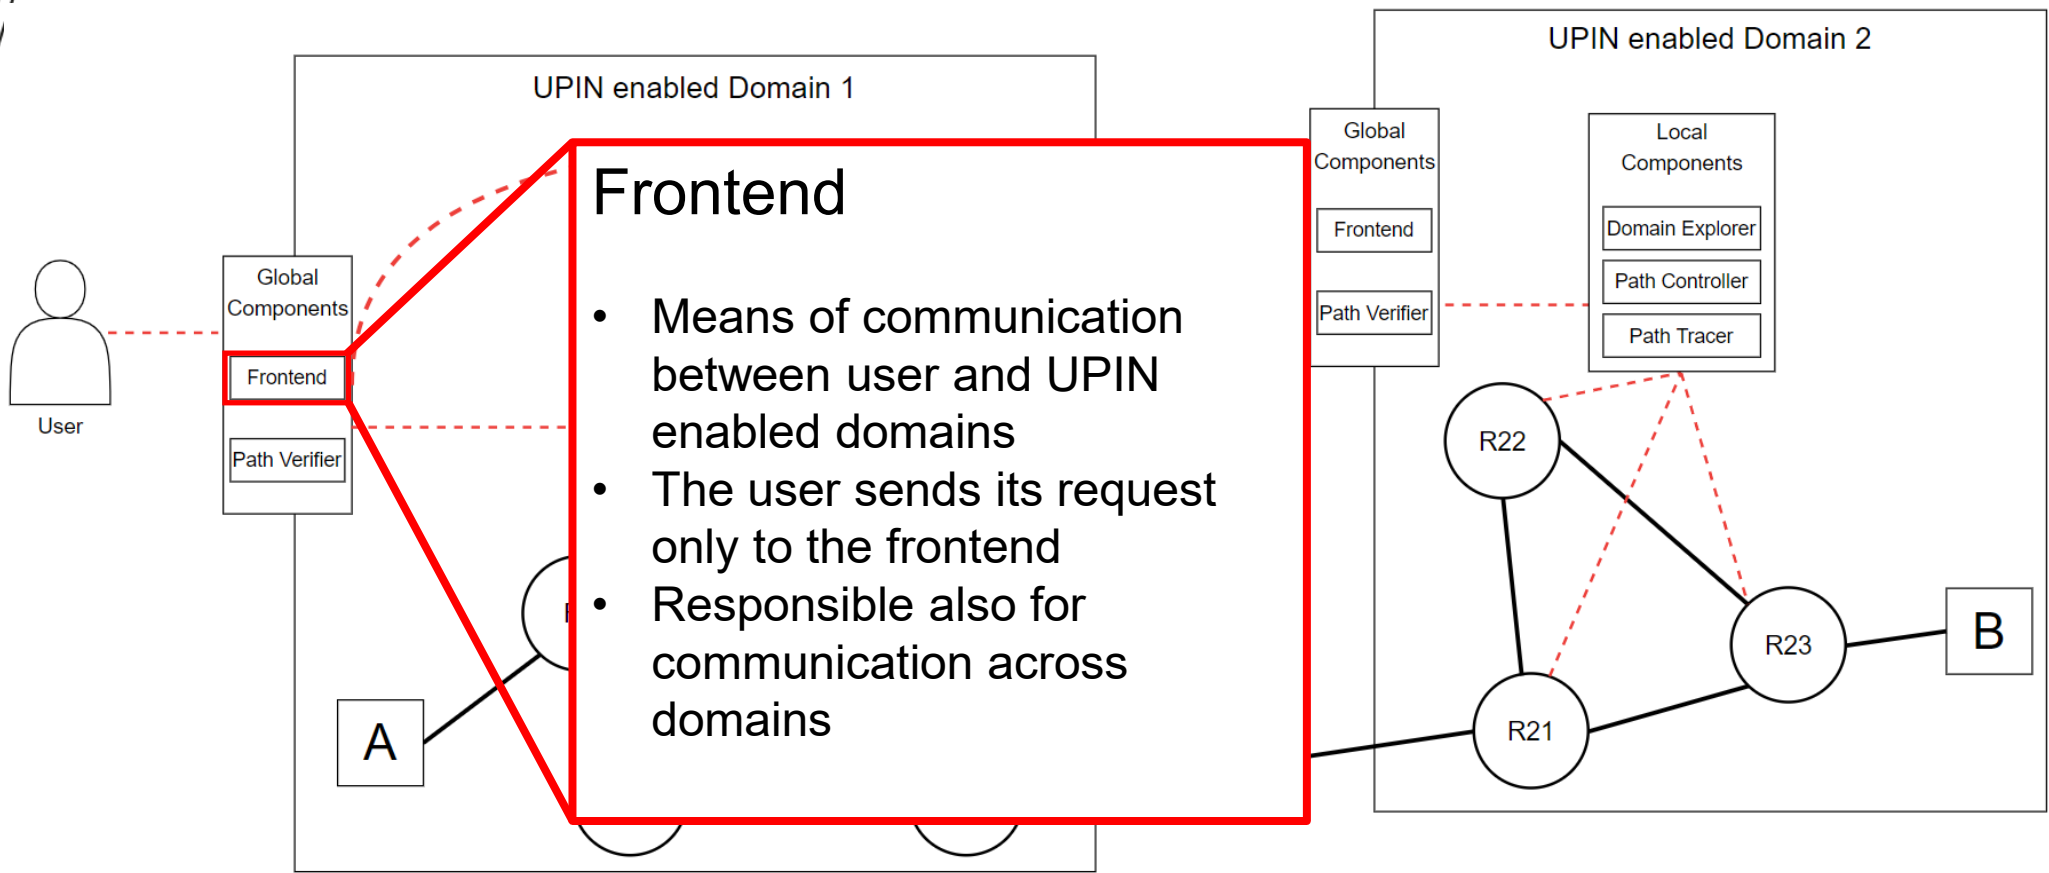 UPIN enabled Domain 1
User
Global
Components
Frontend
Path Verifier
A
Frontend
• Means of communication
between user and UPIN
enabled domains
• The user sends its request
only to the frontend
• Responsible also for
communication across
domains
UPIN enabled Domain 2
Global
Components
Frontend
Path Verifier
Local
Components
Domain Explorer
Path Controller
Path Tracer
R22
R23
R21
B